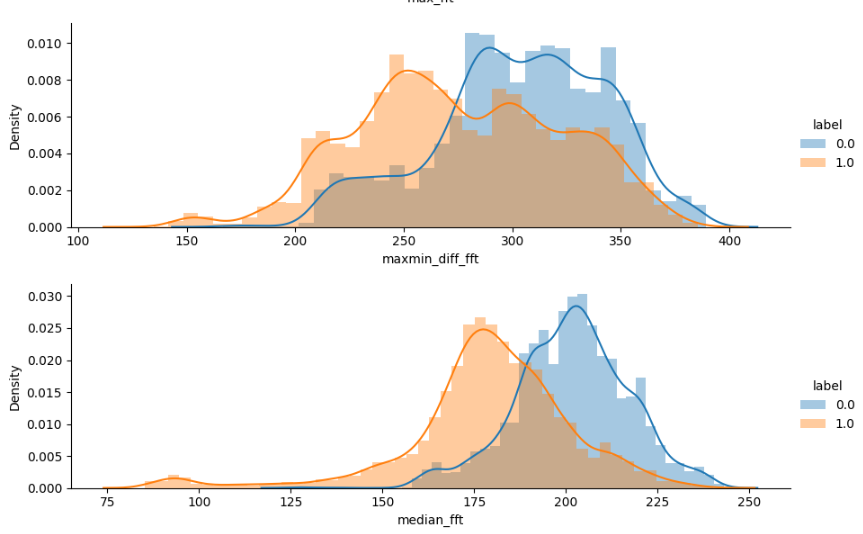 max_fft
0.010
0.008
0.006
0.004
0.002
0.000
Density
100 150 200 250 300 350 400
maxmin_diff_fft
label
0.0
1.0
0.030
0.025
0.020
0.015
0.010
0.005
0.000
Density
75 100 125 150 175 200 225 250
median_fft
label
0.0
1.0